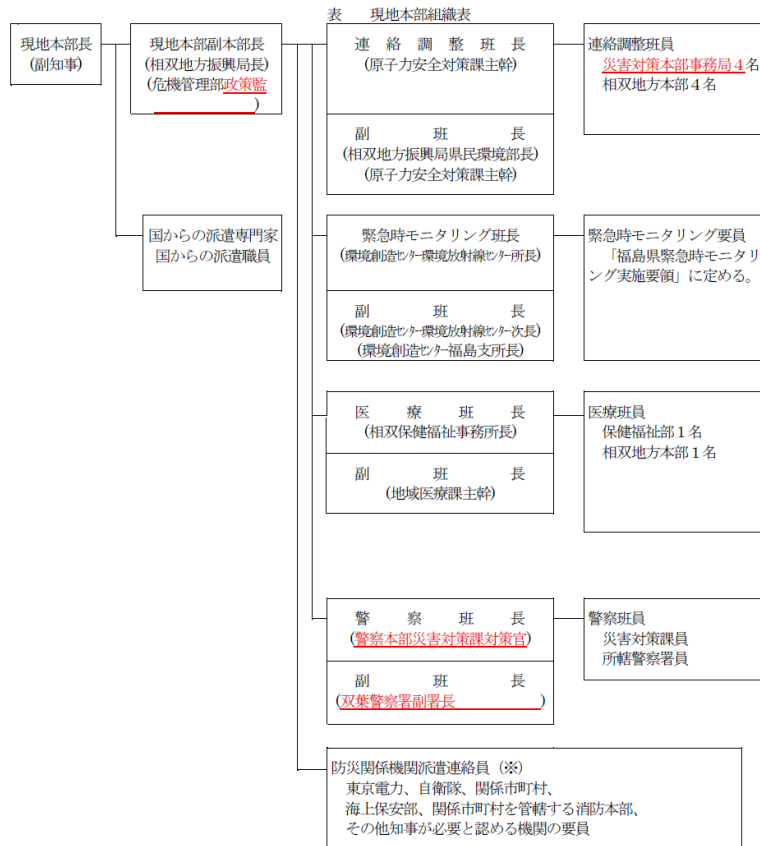 表　現地本部組織表
現地本部長
(副知事)
現地本部副本部長
(相双地方振興局長)
(危機管理部政策監
)
国からの派遣専門家
国からの派遣職員
連絡調整班長
(原子力安全対策課主幹)
副班長
(相双地方振興局県民環境部長)
(原子力安全対策課主幹)
連絡調整班員
災害対策本部事務局４名
相双地方本部４名
緊急時モニタリング班長
(環境創造センター環境放射線センター所長)
副班長
(環境創造センター環境放射線センター次長)
(環境創造センター福島支所長)
緊急時モニタリング要員
「福島県緊急時モニタリ
ング実施要領」に定める。
医療班長
(相双保健福祉事務所長)
副班長
(地域医療課主幹)
医療班員
保健福祉部１名
相双地方本部１名
警察班長
(警察本部災害対策課対策官)
副班長
(双葉警察署副署長　)
警察班員
災害対策課員
所轄警察署員
防災関係機関派遣連絡員（※）
東京電力、自衛隊、関係市町村、
海上保安部、関係市町村を管轄する消防本部、
その他知事が必要と認める機関の要員